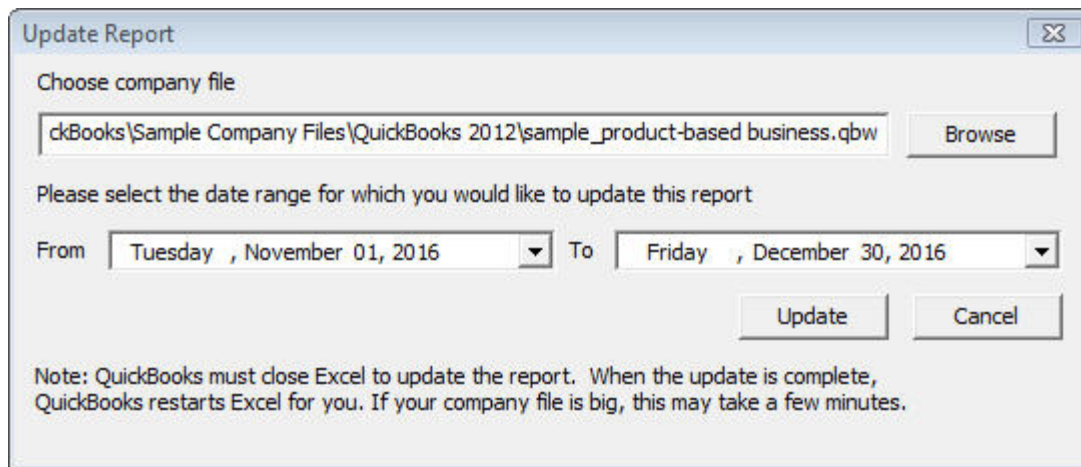 Update Report
Choose company file
ckBooks\Sample Company Files\QuickBooks 2012\sample_product-based business.qbw Browse
Please select the date range for which you would like to update this report
From Tuesday , November 01, 2016 To Friday , December 30, 2016
Update Cancel
Note: QuickBooks must close Excel to update the report. When the update is complete,
QuickBooks restarts Excel for you. If your company file is big, this may take a few minutes.